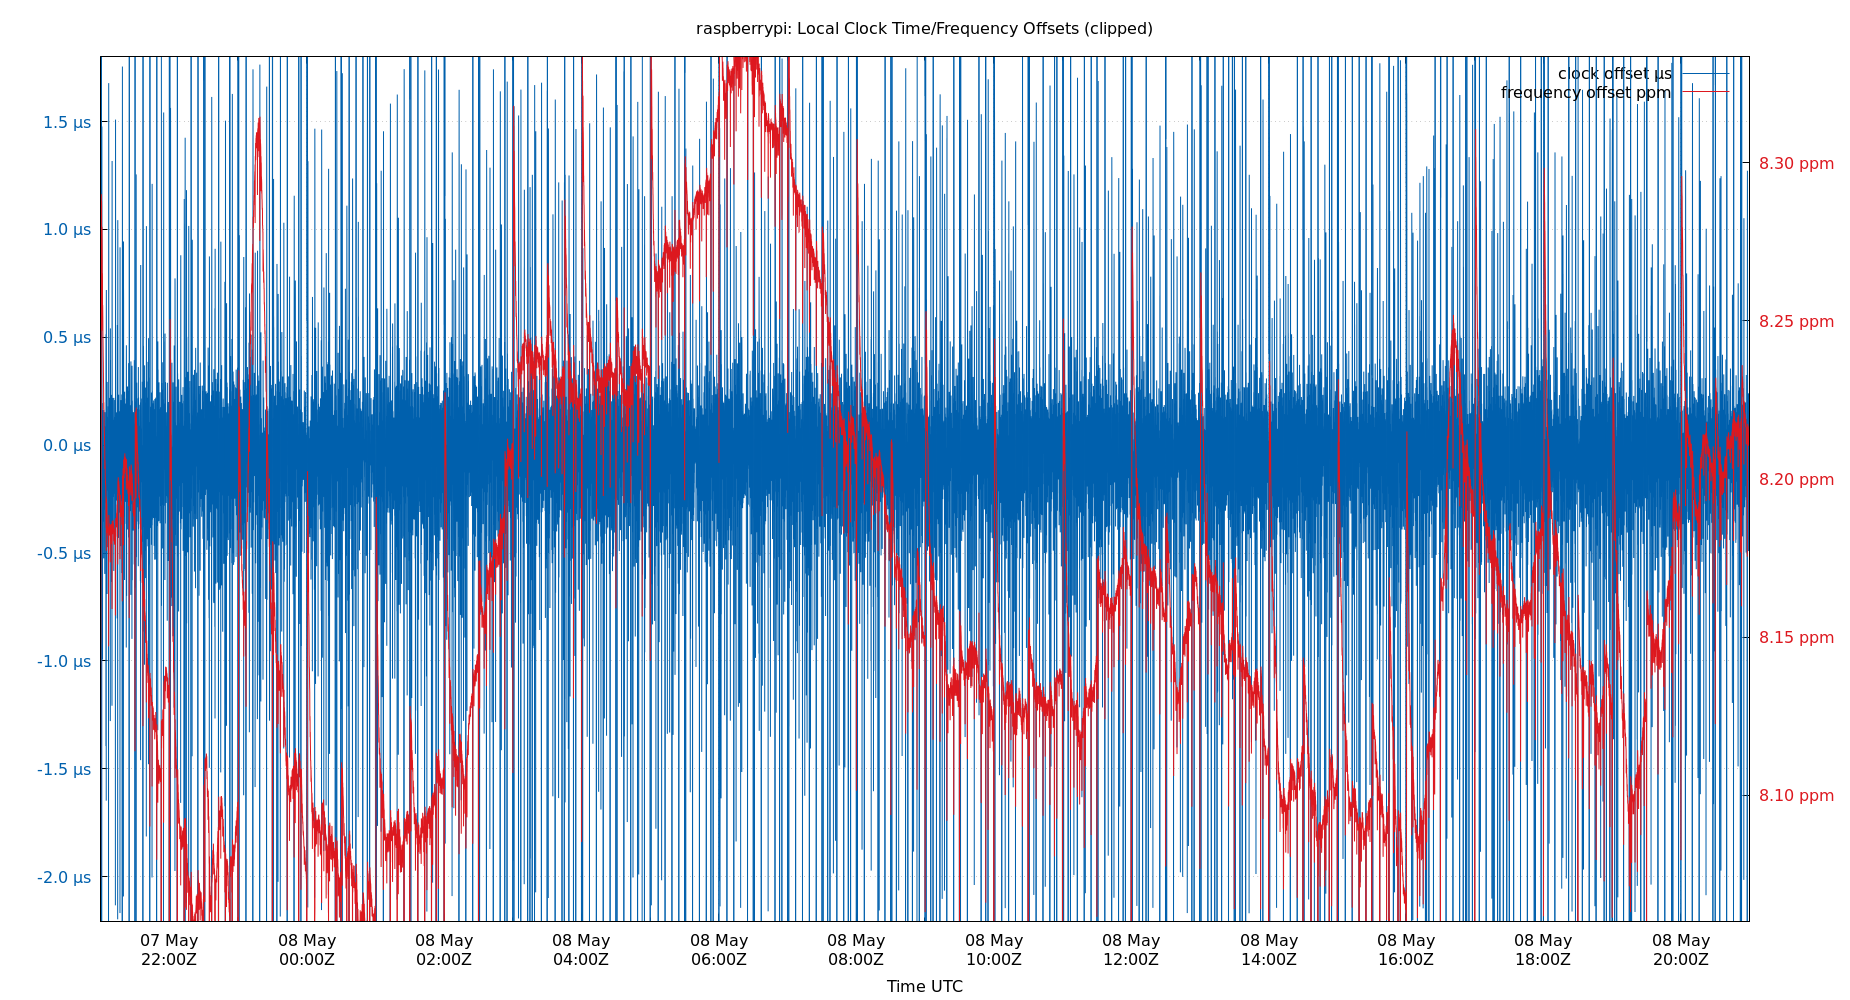 raspberrypi: Local Clock Time/Frequency Offsets (clipped)
clock offset µs
frequency offset ppm
1.5 µs
1.0 µs
0.5 µs
0.0 µs
-0.5 µs
-1.0 µs
-1.5 µs
-2.0 µs
8.30 ppm
8.25 ppm
8.20 ppm
8.15 ppm
8.10 ppm
07 May 08 May 08 May 08 May 08 May 08 May 08 May 08 May 08 May 08 May 08 May 08 May
22:00Z 00:00Z 02:00Z 04:00Z 06:00Z 08:00Z 10:00Z 12:00Z 14:00Z 16:00Z 18:00Z 20:00Z
Time UTC